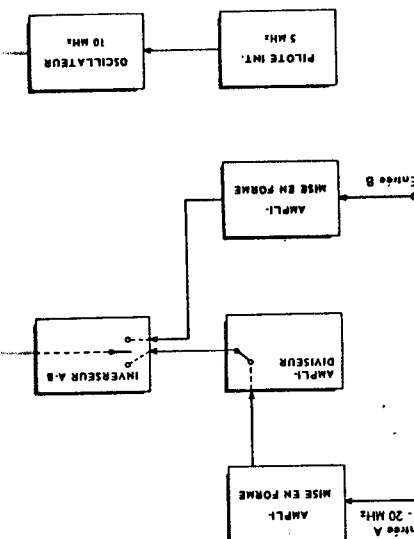 ntrée A
- 20 MHz
AMPLI-
MISE EN FORME
AMPLI-
DIVISEUR
INVERSEUR A-B
Entrée B
AMPLI-
MISE EN FORME
PILOTE INT.
5 MHz
OSCILLATEUR
10 MHz